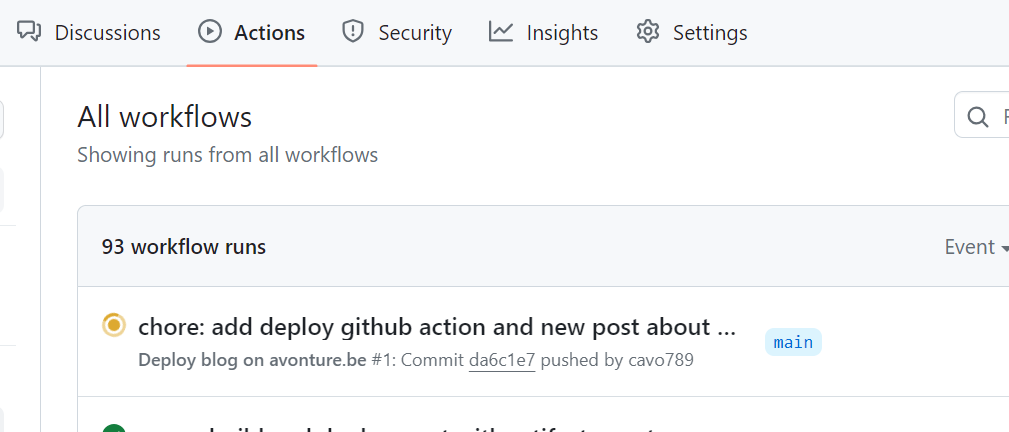 Discussions Actions Security Insights Settings
All workflows
Showing runs from all workflows
93 workflow runs Event
chore: add deploy github action and new post about ...
main
Deploy blog on avonture.be #1: Commit da6c1e7 pushed by cavo789